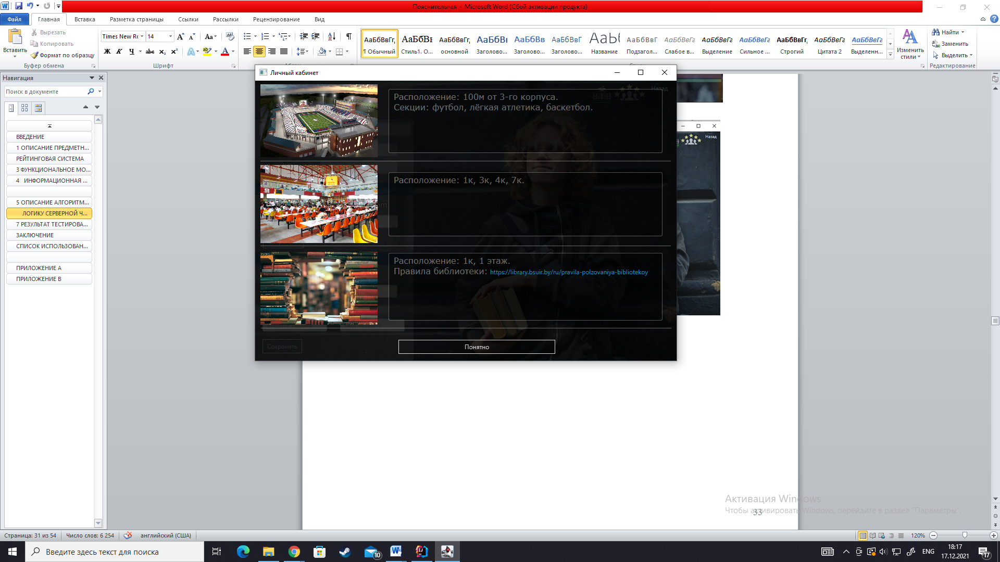 Пояснительная - Microsoft Word (Сбой активации продукта)
Файл
Главная
Вставка
Разметка страницы
Ссылки
Рассылки
Рецензирование
Вид
Вставить
Вырезать
Копировать
Формат по образцу
Буфер обмена
Times New Rc
14
Шрифт
АаБбВвГг,
¶ Обычный
АаБбВı
Стиль1. О...
АаБбВвГг,
основной
АаБбВı
Заголово...
АаБбВв
Заголово...
АаБбВвГ
Заголово...
АаЬ
Название
АаБбВвГ
Подзагол...
АаБбВвГг
Слабое в...
АаБбВвГг
Выделение
АаБбВвГг
Сильное ...
АаБбВвГг,
Строгий
АаБбВвГг
Цитата 2
АаБбВвГг
Выделенн...
Изменить стили
Найти
Заменить
Выделить
Редактирование
Навигация
Поиск в документе
ВВЕДЕНИЕ
1 ОПИСАНИЕ ПРЕДМЕТН...
РЕЙТИНГОВАЯ СИСТЕМА
3 ФУНКЦИОНАЛЬНОЕ МО...
4 ИНФОРМАЦИОННАЯ ...
5 ОПИСАНИЕ АЛГОРИТМ...
ЛОГИКУ СЕРВЕРНОЙ Ч...
7 РЕЗУЛЬТАТ ТЕСТИРОВА...
ЗАКЛЮЧЕНИЕ
СПИСОК ИСПОЛЬЗОВАН...
ПРИЛОЖЕНИЕ А
ПРИЛОЖЕНИЕ В
Личный кабинет
Назад
Расположение: 100м от 3-го корпуса.
Секции: футбол, лёгкая атлетика, баскетбол.
Расположение: 1к, 3к, 4к, 7к.
Расположение: 1к, 1 этаж.
Правила библиотеки: https://library.bsuir.by/ru/pravila-polzovaniya-bibliotekoy
Сохранить
Понятно
Назад
33
Активация Windows
Чтобы активировать Windows, перейдите в раздел "Параметры".
Страница: 31 из 54
Число слов: 6 254
английский (США)
120%
Введите здесь текст для поиска
10
ENG
18:17
17.12.2021
17